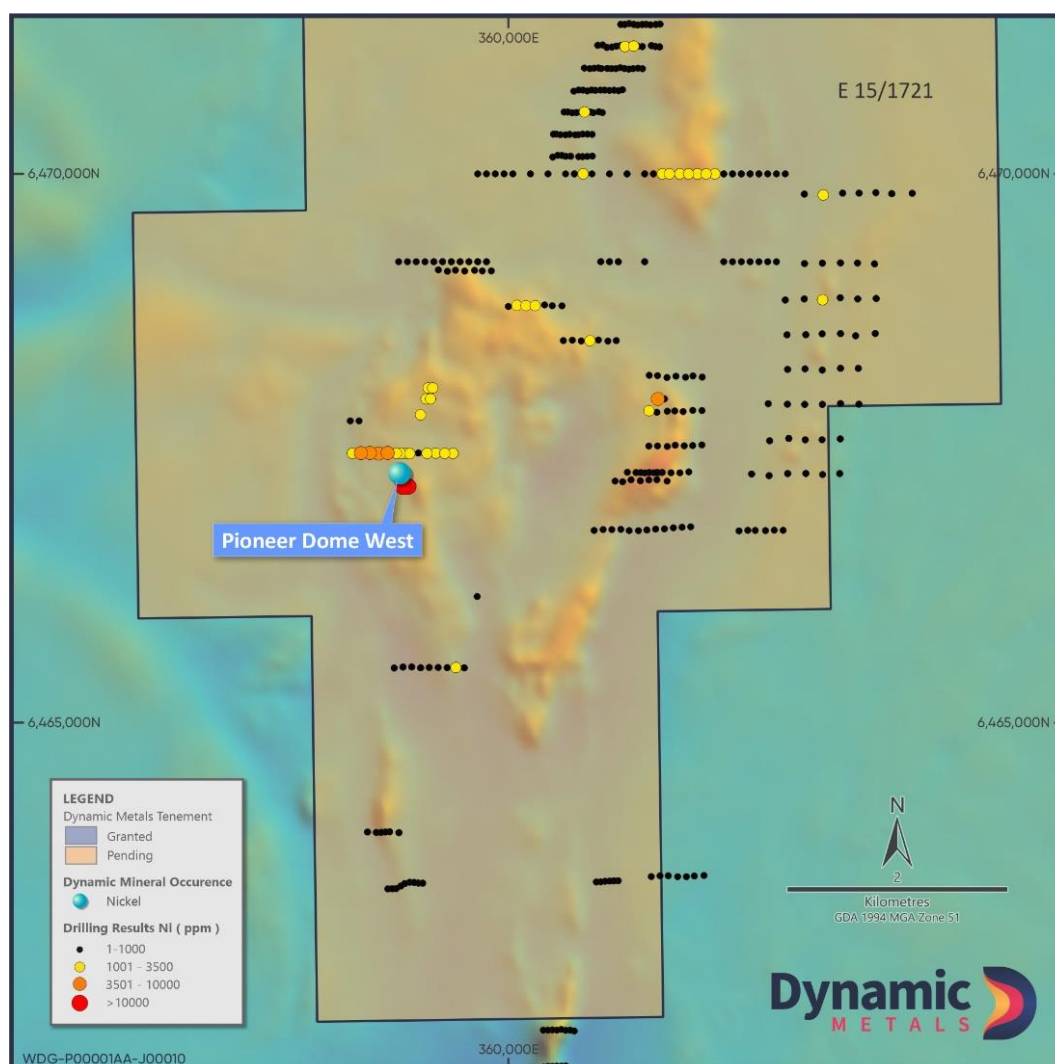 360,000E
E 15/1721
6,470,000N
6,470,000N
Pioneer Dome West
6,465,000N
6,465,000N
LEGEND
Dynamic Metals Tenement
Granted
Pending
Dynamic Mineral Occurence
Nickel
Drilling Results Ni ( ppm )
1-1000
1001 - 3500
3501 - 10000
>10000
N
2
Kilometres
GDA 1994 MGA Zone 51
Dynamic
METALS
WDG-P00001AA-J00010
360,000E